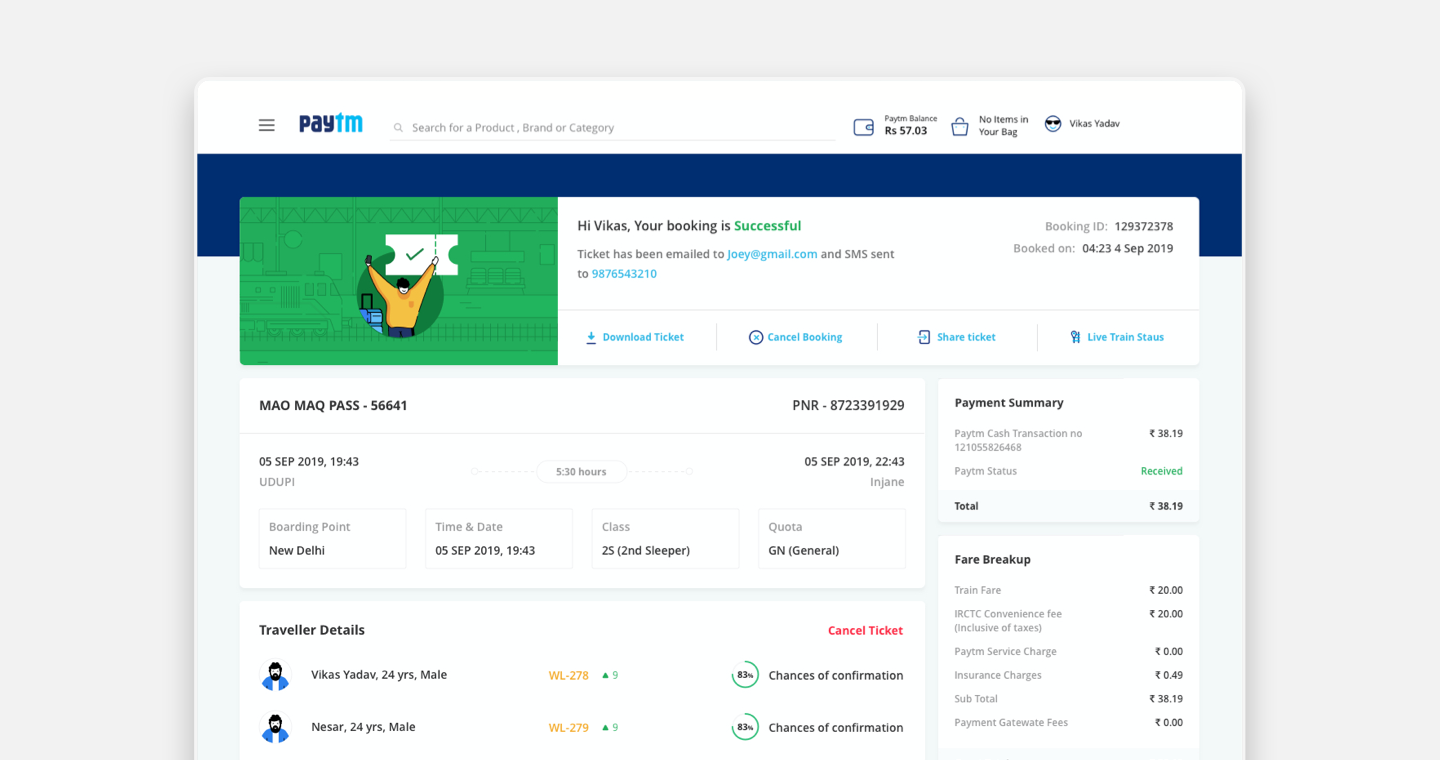 paytm
Search for a Product , Brand or Category
Paytm Balance
Rs 57.03
No Items in
Your Bag
Vikas Yadav
Hi Vikas, Your booking is Successful
Ticket has been emailed to Joey@gmail.com and SMS sent
to 9876543210
Booking ID: 129372378
Booked on: 04:23 4 Sep 2019
Download Ticket
Cancel Booking
Share ticket
Live Train Staus
MAO MAQ PASS - 56641
PNR - 8723391929
05 SEP 2019, 19:43
UDUPI
5:30 hours
05 SEP 2019, 22:43
Injane
Boarding Point
New Delhi
Time & Date
05 SEP 2019, 19:43
Class
2S (2nd Sleeper)
Quota
GN (General)
Traveller Details
Cancel Ticket
Vikas Yadav, 24 yrs, Male
WL-278
9
83%
Chances of confirmation
Nesar, 24 yrs, Male
WL-279
9
83%
Chances of confirmation
Payment Summary
Paytm Cash Transaction no
121055826468
₹ 38.19
Paytm Status
Received
Total
₹ 38.19
Fare Breakup
Train Fare
₹ 20.00
IRCTC Convenience fee
(Inclusive of taxes)
₹ 20.00
Paytm Service Charge
₹ 0.00
Insurance Charges
₹ 0.49
Sub Total
₹ 38.19
Payment Gatewate Fees
₹ 0.00